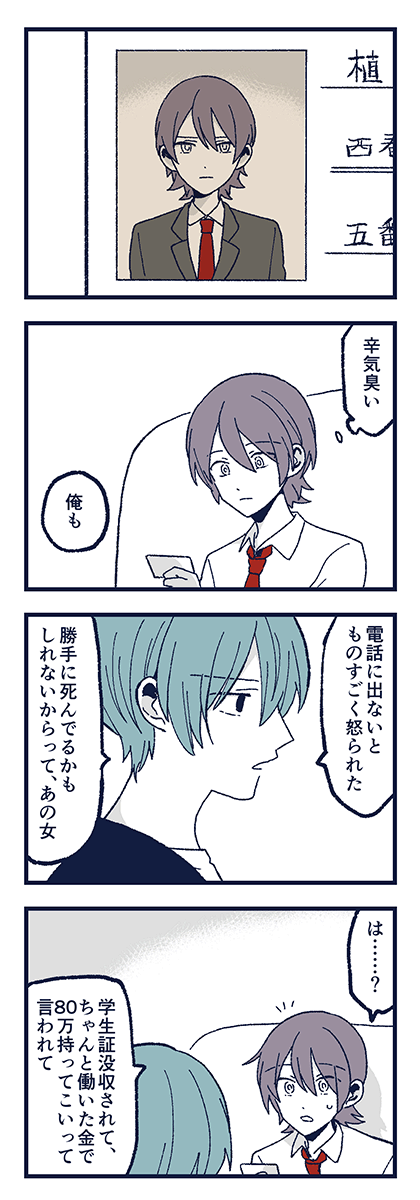 植
西春
五番
辛気臭い
俺も
電話に出ないと
ものすごく怒られた
勝手に死んでるかも
しれないからって、あの女
は……？
学生証没収されて、
ちゃんと働いた金で
80万持ってこいって
言われて